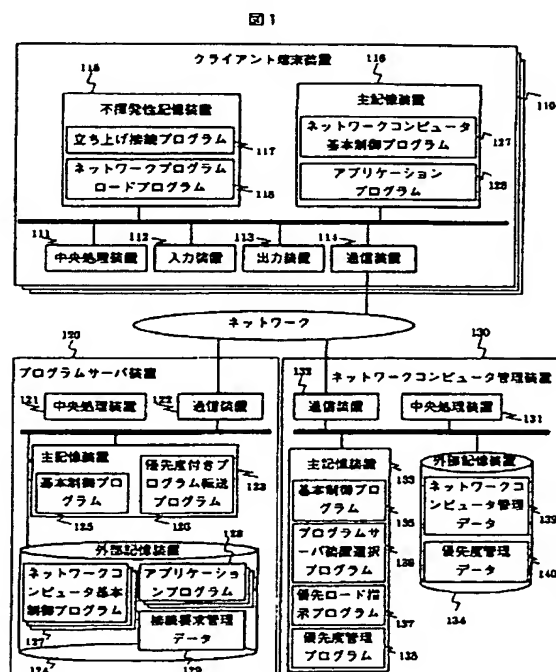 図1
クライアント端末装置
110
115
不揮発性記憶装置
立ち上げ接続プログラム
117
ネットワークプログラム
ロードプログラム
118
116
主記憶装置
ネットワークコンピュータ
基本制御プログラム
127
アプリケーション
プログラム
128
111
中央処理装置
112
入力装置
113
出力装置
114
通信装置
ネットワーク
120
プログラムサーバ装置
121
中央処理装置
122
通信装置
主記憶装置
123
基本制御プロ
グラム
125
優先度付きプ
ログラム転送
プログラム
126
外部記憶装置
ネットワークコ
ンピュータ基本
制御プログラム
127
アプリケーショ
ンプログラム
128
接続要求管理
データ
129
124
130
ネットワークコンピュータ管理装置
132
通信装置
中央処理装置
131
主記憶装置
133
基本制御プロ
グラム
135
プログラムサ
ーバ装置選択
プログラム
136
優先ロード指
示プログラム
137
優先度管理プ
ログラム
138
外部記憶装置
ネットワークコ
ンピュータ管理
データ
139
優先度管理
データ
140
134